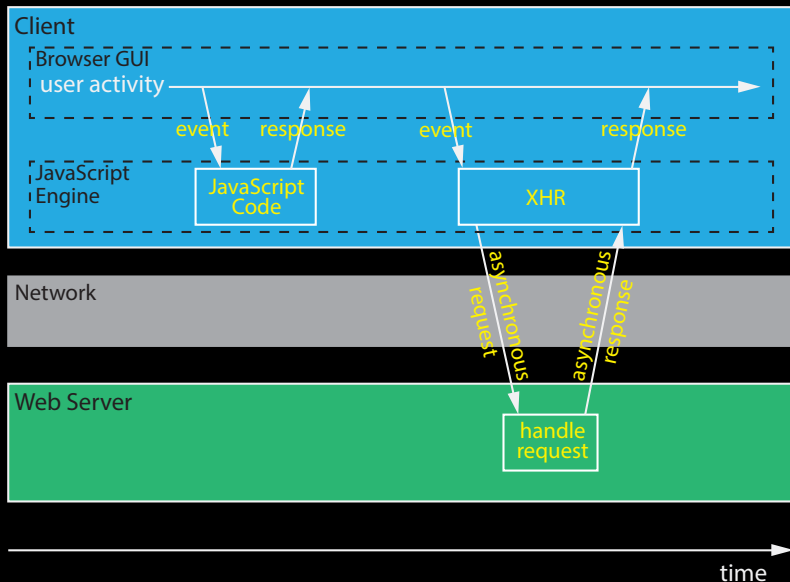 Client
Browser GUI
user activity
event
response
event
response
JavaScript
Engine
JavaScript
Code
XHR
asynchronous
request
asynchronous
response
Network
Web Server
handle
request
time